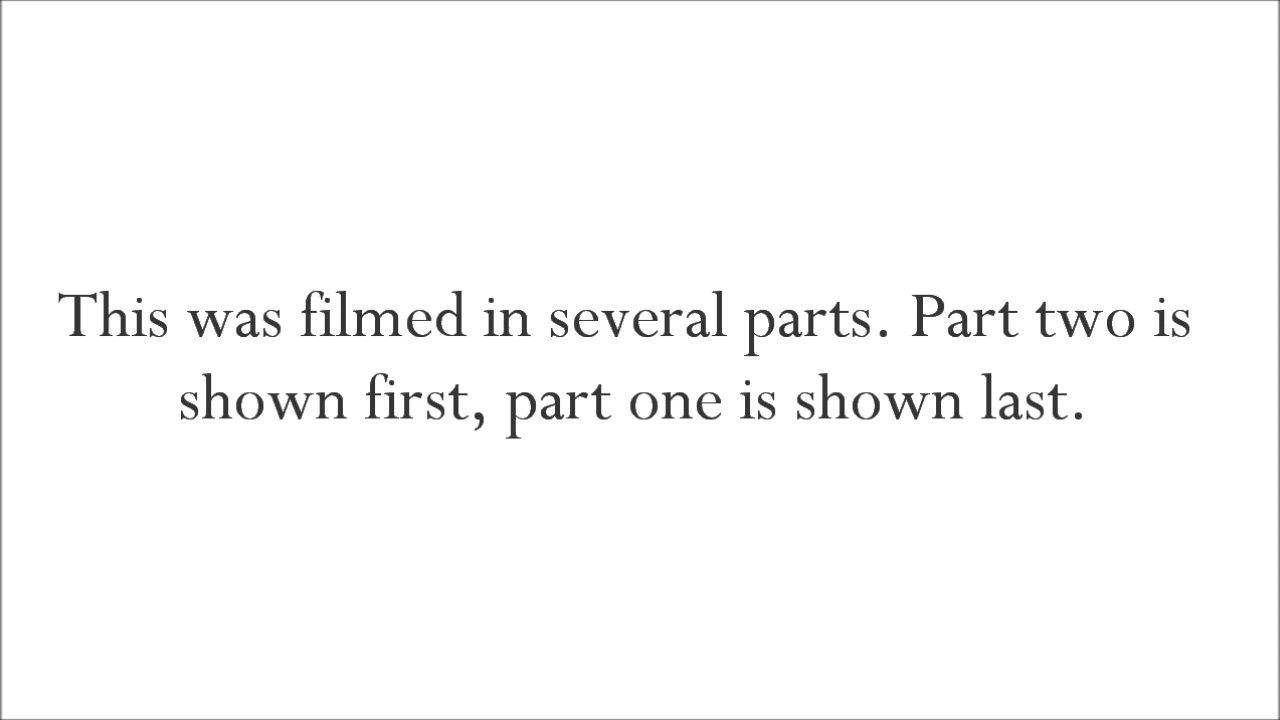 This was filmed in several parts. Part two is
shown first, part one is shown last.